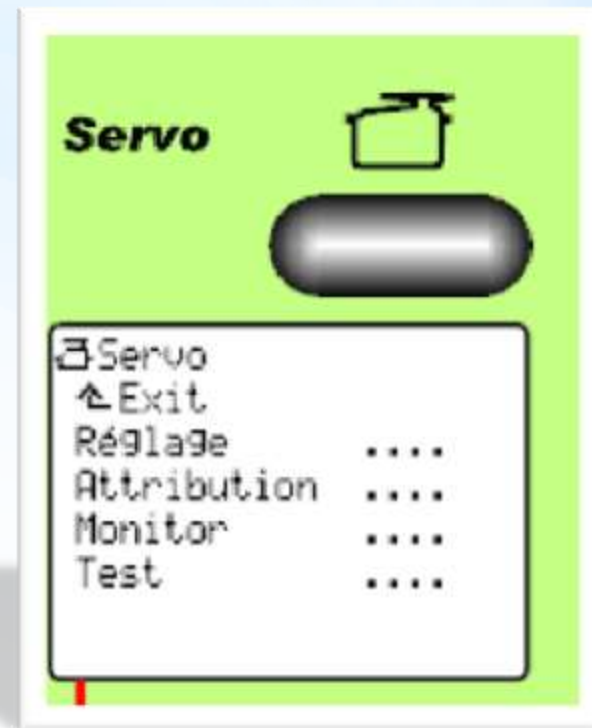 Servo
Servo
Exit
Réglage ....
Attribution ....
Monitor ....
Test ....